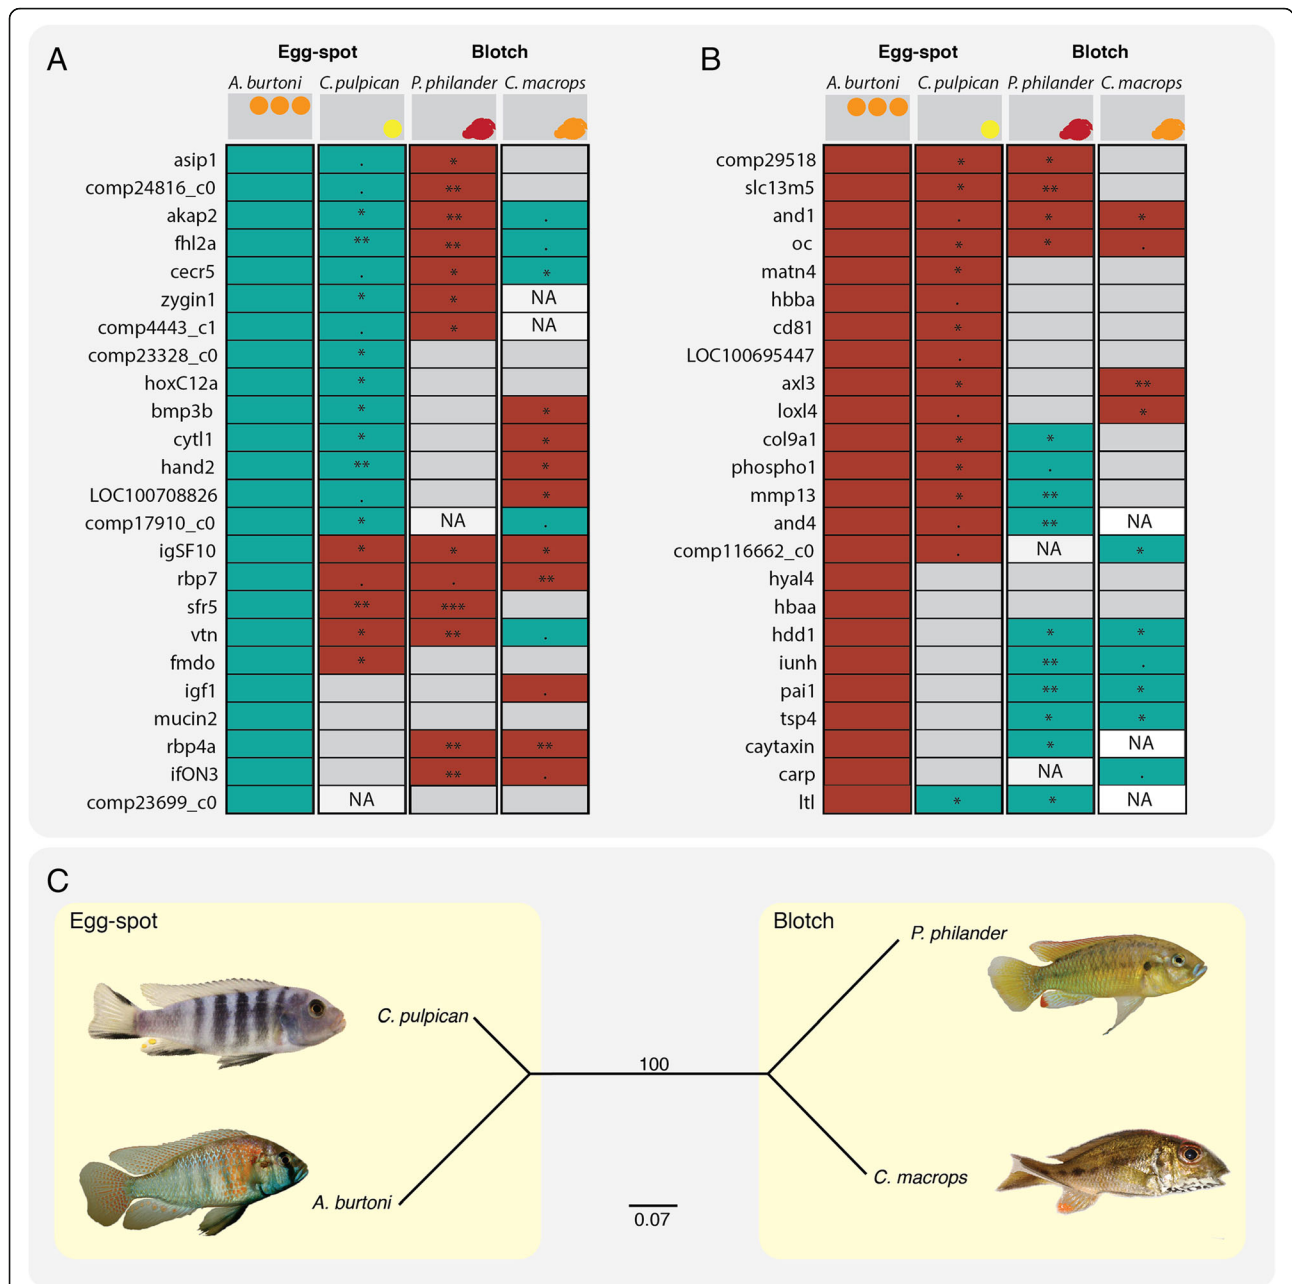 A
Egg-spot Blotch
A. burtoni C. pulpican P. philander C. macrops
asip1 . *
comp24816_c0 . **
akap2 * ** .
fhl2a ** ** .
cecr5 . * *
zygin1 * * NA
comp4443_c1 . * NA
comp23328_c0 *
hoxC12a *
bmp3b * *
cytl1 * *
hand2 ** *
LOC100708826 . *
comp17910_c0 * NA .
igSF10 * * *
rbp7 . . **
sfr5 ** ***
vtn * ** .
fmdo *
igf1 .
mucin2
rbp4a ** **
ifON3 ** .
comp23699_c0 NA
B
Egg-spot Blotch
A. burtoni C. pulpican P. philander C. macrops
comp29518 * *
slc13m5 * **
and1 . * *
oc * * .
matn4 *
hbba .
cd81 *
LOC100695447 .
axl3 * **
loxl4 . *
col9a1 * *
phospho1 * .
mmp13 * **
and4 . ** NA
comp116662_c0 . NA *
hyal4
hbaa
hdd1 * *
iunh ** .
pai1 ** *
tsp4 * *
caytaxin * NA
carp NA .
ltl * * NA
C
Egg-spot
C. pulpican
A. burtoni
100
0.07
Blotch
P. philander
C. macrops